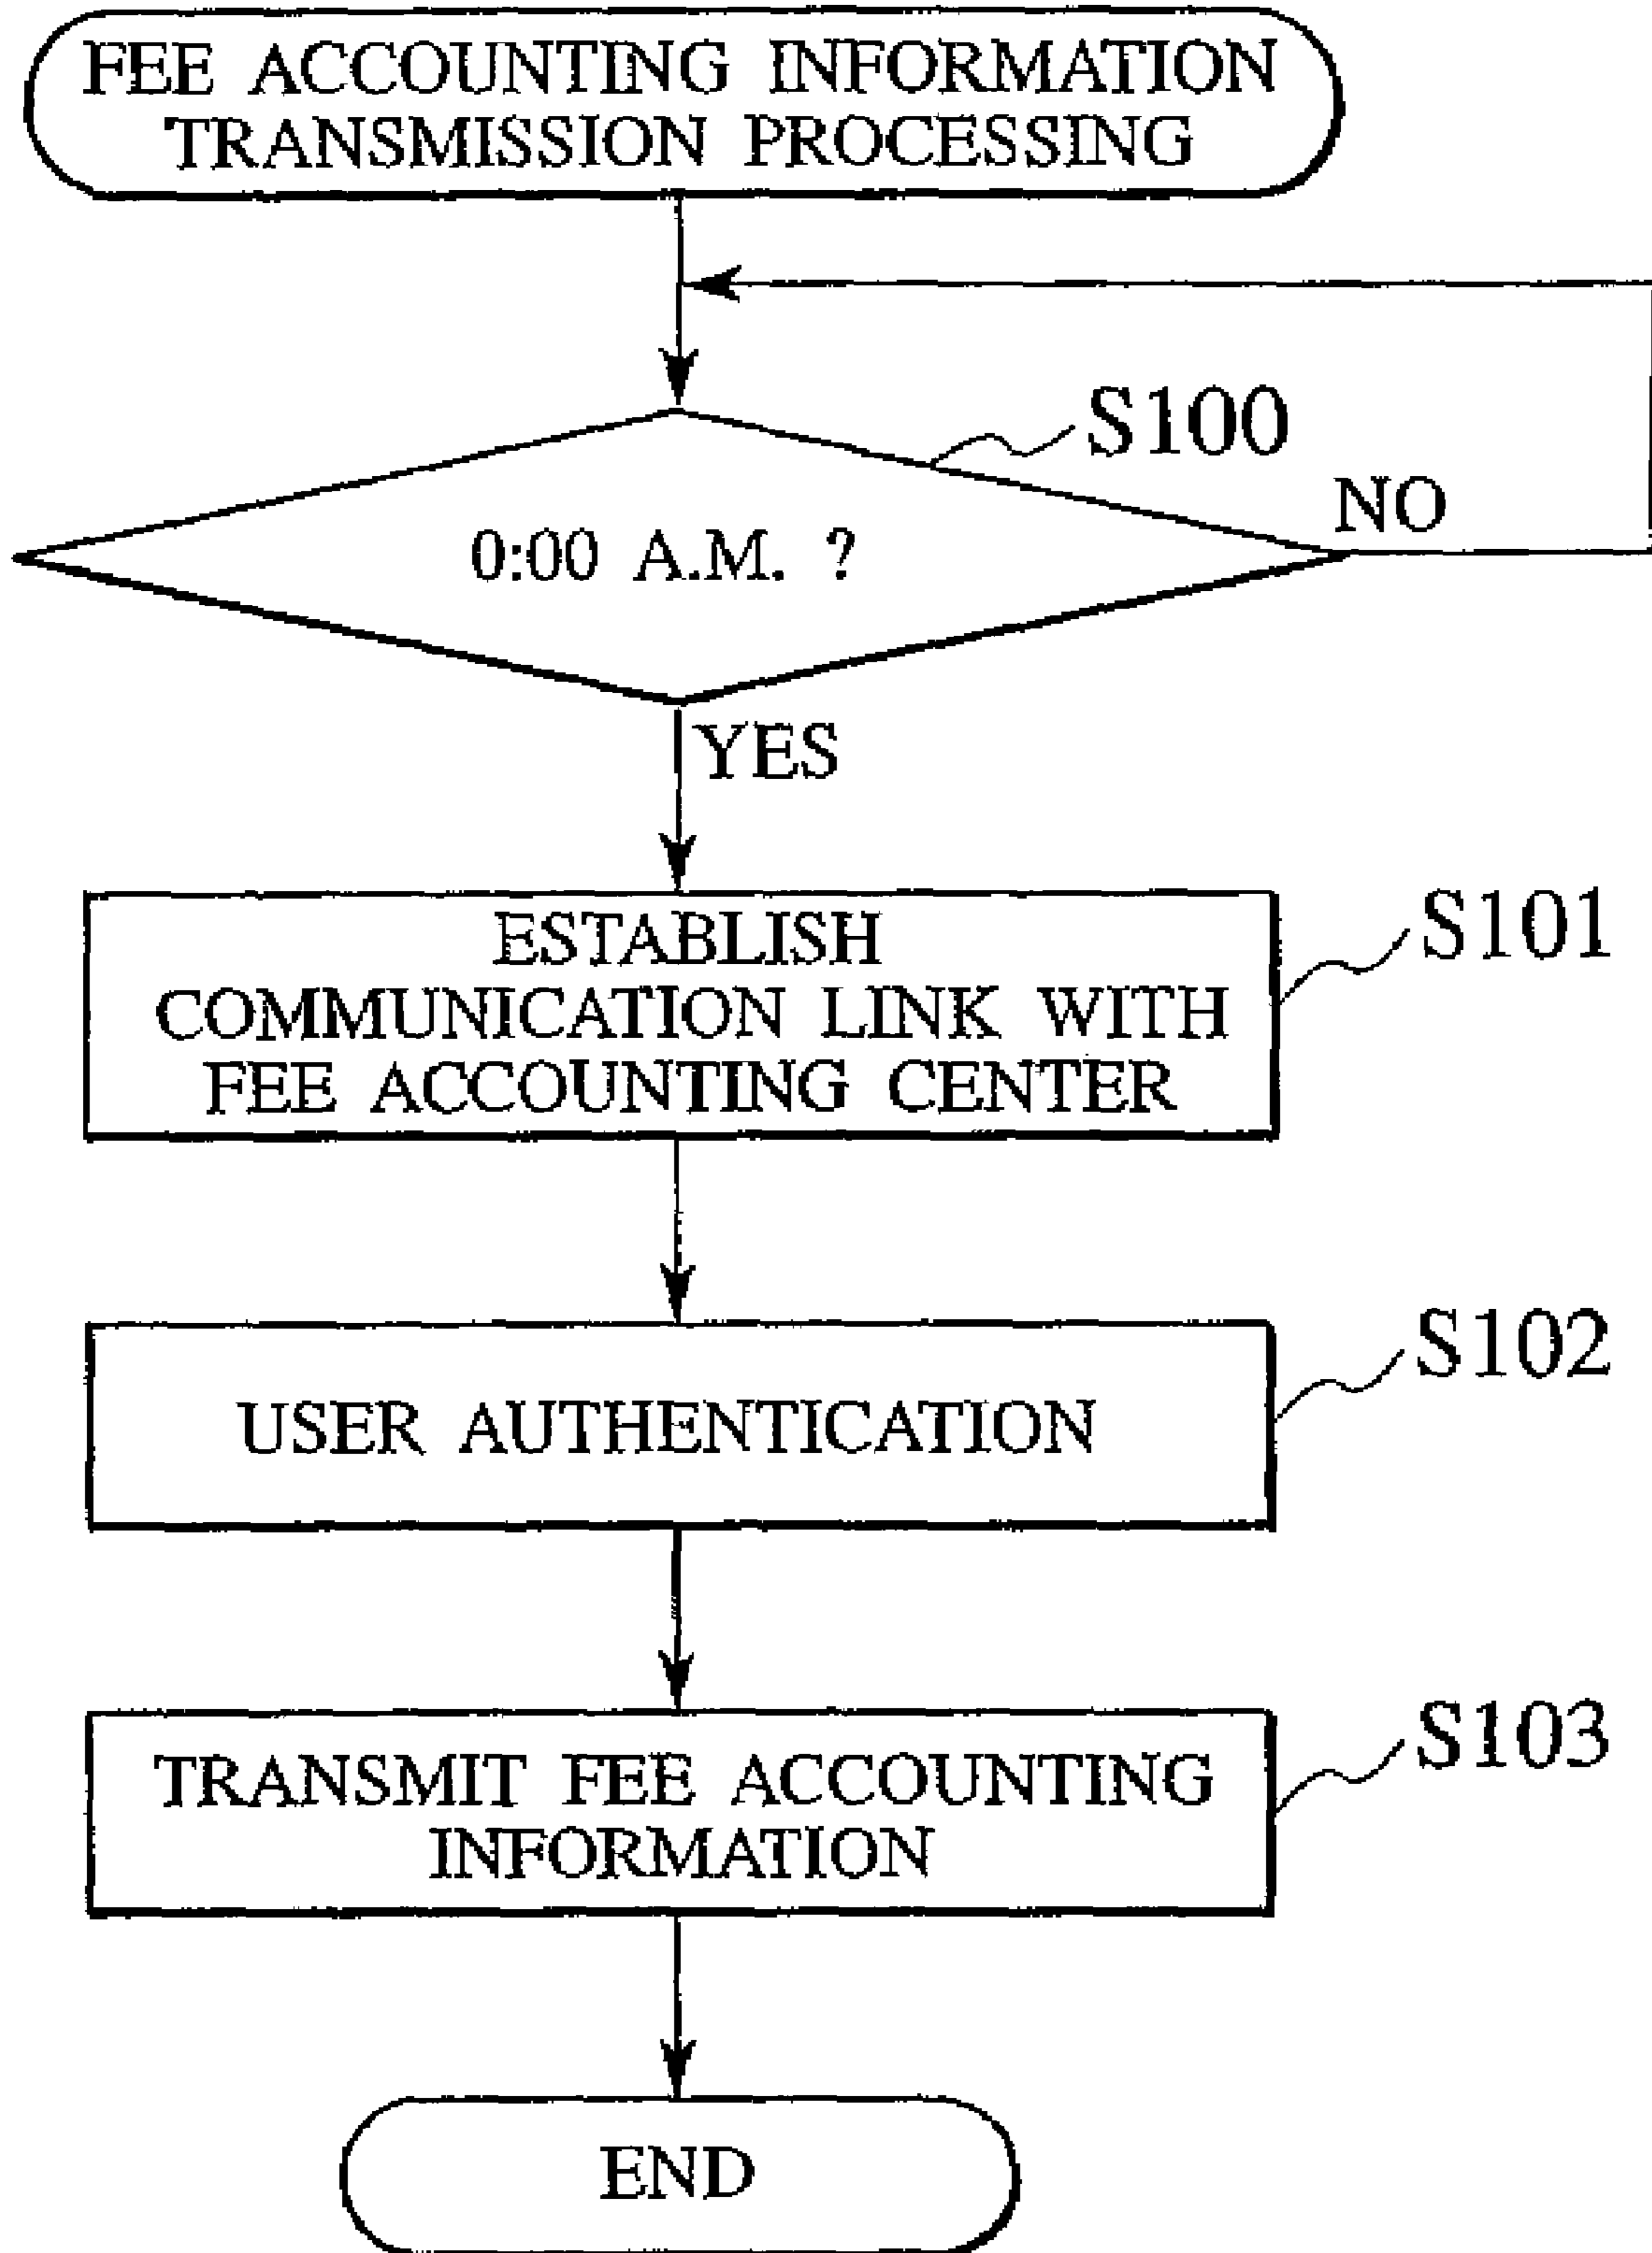 FEE ACCOUNTING INFORMATION
TRANSMISSION PROCESSING
S100
NO
0:00 A.M. ?
YES
ESTABLISH
COMMUNICATION LINK WITH
FEE ACCOUNTING CENTER
S101
USER AUTHENTICATION
S102
TRANSMIT FEE ACCOUNTING
INFORMATION
S103
END